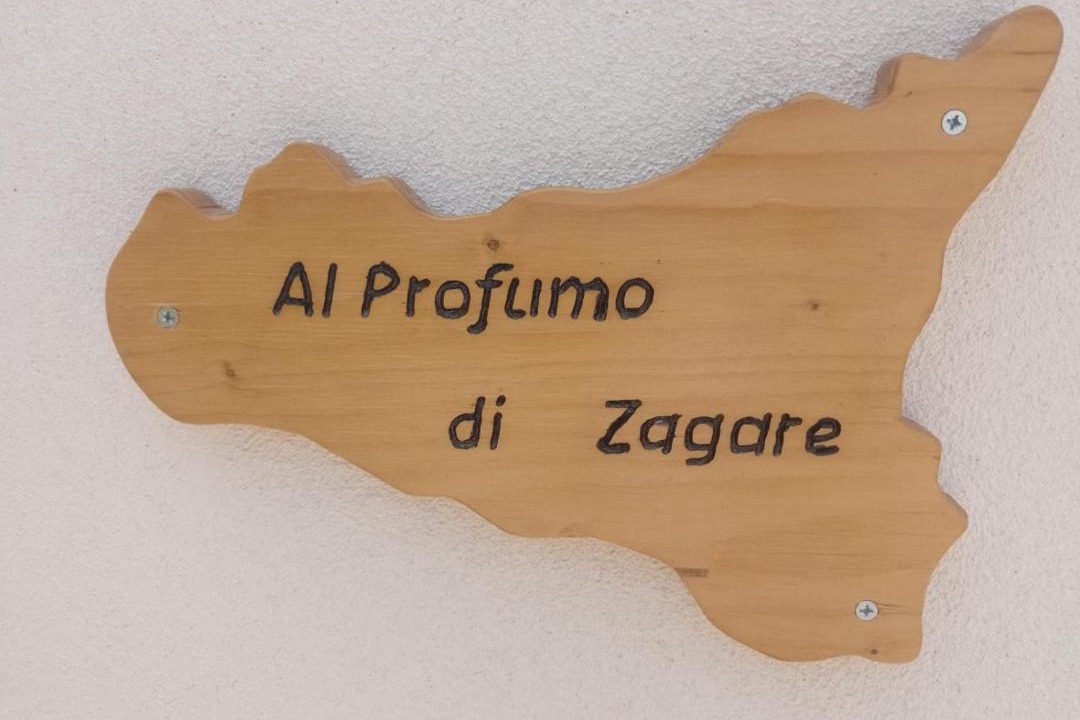 Al Profumo
di Zagare